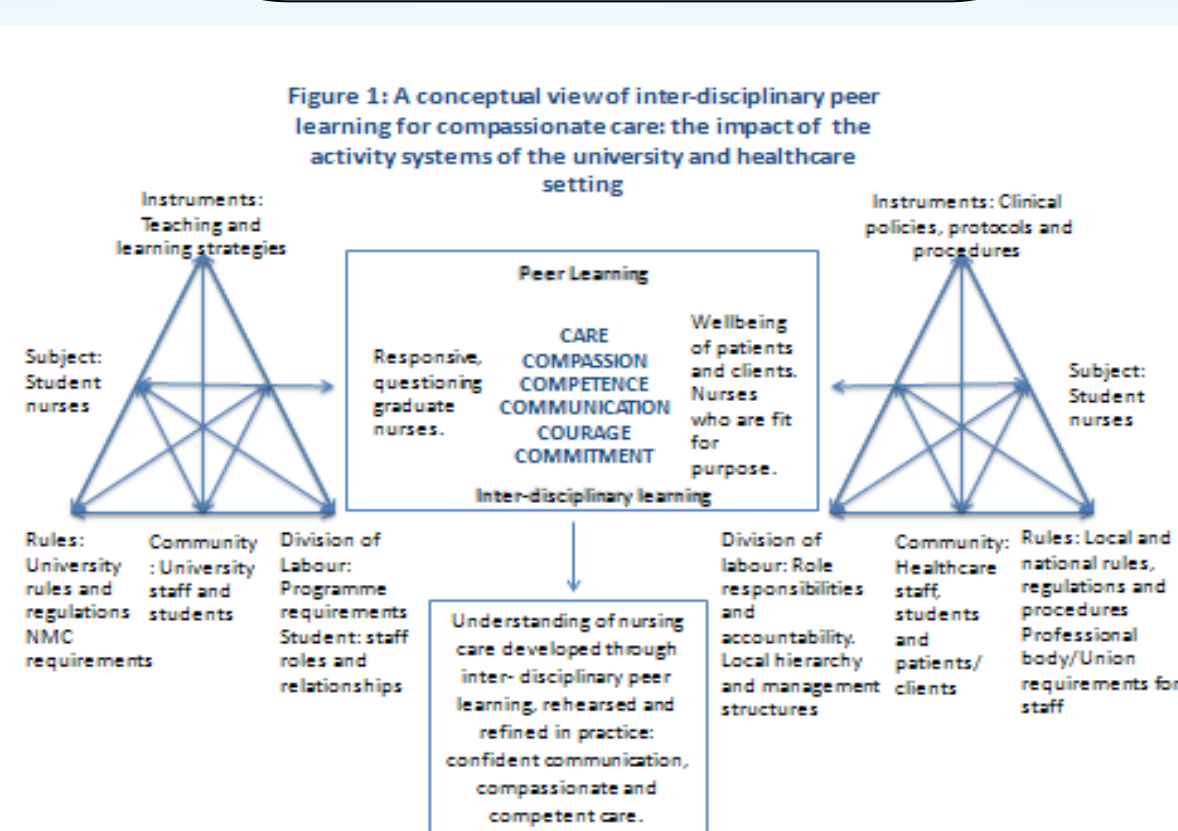 Figure 1: A conceptual view of inter-disciplinary peer
learning for compassionate care: the impact of the
activity systems of the university and healthcare
setting
Instruments:
Teaching and
learning strategies
Instruments: Clinical
policies, protocols and
procedures
Subject:
Student
nurses
Peer Learning
Responsive,
questioning
graduate
nurses.
CARE
COMPASSION
COMPETENCE
COMMUNICATION
COURAGE
COMMITMENT
Wellbeing
of patients
and clients.
Nurses
who are fit
for
purpose.
Inter-disciplinary learning
Subject:
Student
nurses
Rules:
University
rules and
regulations
NMC
requirements
Community
: University
staff and
students
Division of
Labour:
Programme
requirements
Student: staff
roles and
relationships
Understanding of nursing
care developed through
inter- disciplinary peer
learning, rehearsed and
refined in practice:
confident communication,
compassionate and
competent care.
Division of
labour: Role
responsibilities
and
accountability.
Local hierarchy
and management
structures
Community:
Healthcare
staff,
students
and
patients/
clients
Rules: Local and
national rules,
regulations and
procedures
Professional
body/Union
requirements for
staff